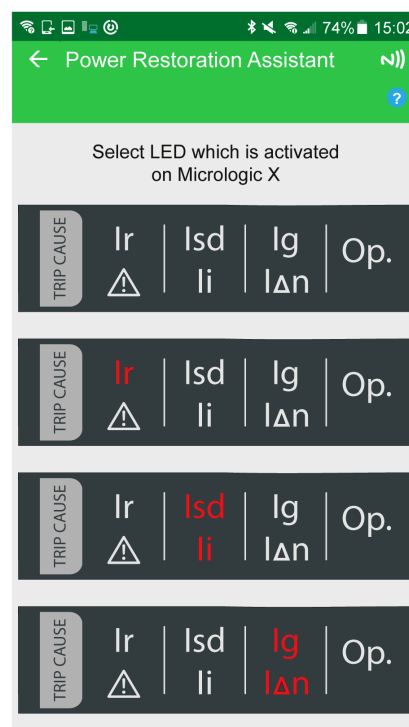 74% 15:02
Power Restoration Assistant
?
Select LED which is activated
on Micrologic X
TRIP CAUSE
Ir Isd Ig Op.
Ii IΔn
TRIP CAUSE
Ir Isd Ig Op.
Ii IΔn
TRIP CAUSE
Ir Isd Ig Op.
Ii IΔn
TRIP CAUSE
Ir Isd Ig Op.
Ii IΔn